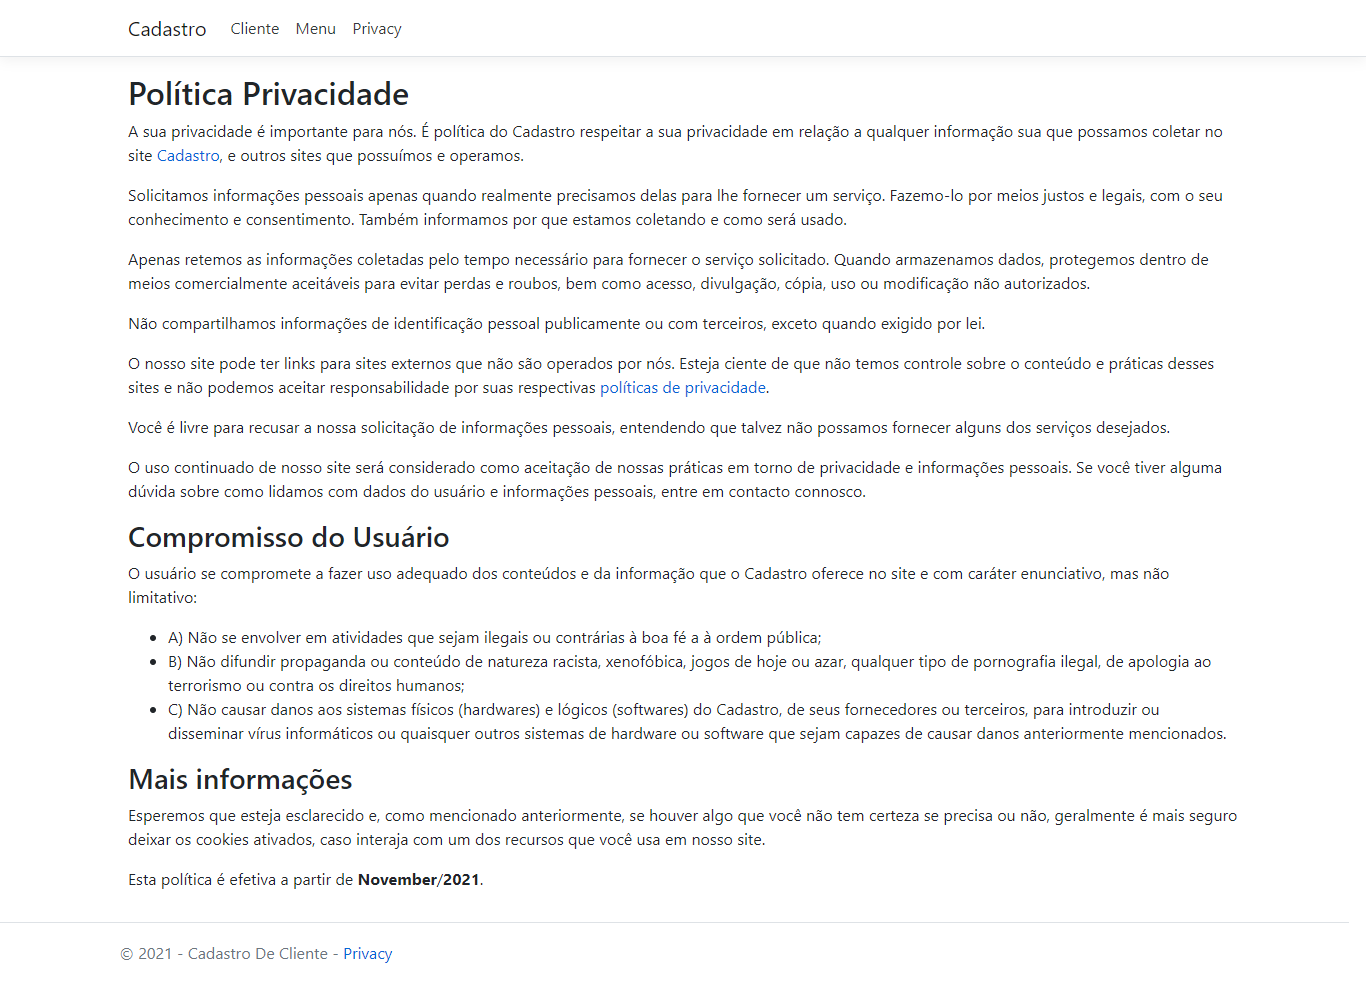 Cadastro Cliente Menu Privacy
Política Privacidade
A sua privacidade é importante para nós. É política do Cadastro respeitar a sua privacidade em relação a qualquer informação sua que possamos coletar no
site Cadastro, e outros sites que possuímos e operamos.
Solicitamos informações pessoais apenas quando realmente precisamos delas para lhe fornecer um serviço. Fazemo-lo por meios justos e legais, com o seu
conhecimento e consentimento. Também informamos por que estamos coletando e como será usado.
Apenas retemos as informações coletadas pelo tempo necessário para fornecer o serviço solicitado. Quando armazenamos dados, protegemos dentro de
meios comercialmente aceitáveis para evitar perdas e roubos, bem como acesso, divulgação, cópia, uso ou modificação não autorizados.
Não compartilhamos informações de identificação pessoal publicamente ou com terceiros, exceto quando exigido por lei.
O nosso site pode ter links para sites externos que não são operados por nós. Esteja ciente de que não temos controle sobre o conteúdo e práticas desses
sites e não podemos aceitar responsabilidade por suas respectivas políticas de privacidade.
Você é livre para recusar a nossa solicitação de informações pessoais, entendendo que talvez não possamos fornecer alguns dos serviços desejados.
O uso continuado de nosso site será considerado como aceitação de nossas práticas em torno de privacidade e informações pessoais. Se você tiver alguma
dúvida sobre como lidamos com dados do usuário e informações pessoais, entre em contacto connosco.
Compromisso do Usuário
O usuário se compromete a fazer uso adequado dos conteúdos e da informação que o Cadastro oferece no site e com caráter enunciativo, mas não
limitativo:
• A) Não se envolver em atividades que sejam ilegais ou contrárias à boa fé a à ordem pública;
• B) Não difundir propaganda ou conteúdo de natureza racista, xenofóbica, jogos de hoje ou azar, qualquer tipo de pornografia ilegal, de apologia ao
terrorismo ou contra os direitos humanos;
• C) Não causar danos aos sistemas físicos (hardwares) e lógicos (softwares) do Cadastro, de seus fornecedores ou terceiros, para introduzir ou
disseminar vírus informáticos ou quaisquer outros sistemas de hardware ou software que sejam capazes de causar danos anteriormente mencionados.
Mais informações
Esperemos que esteja esclarecido e, como mencionado anteriormente, se houver algo que você não tem certeza se precisa ou não, geralmente é mais seguro
deixar os cookies ativados, caso interaja com um dos recursos que você usa em nosso site.
Esta política é efetiva a partir de November/2021.
© 2021 - Cadastro De Cliente - Privacy